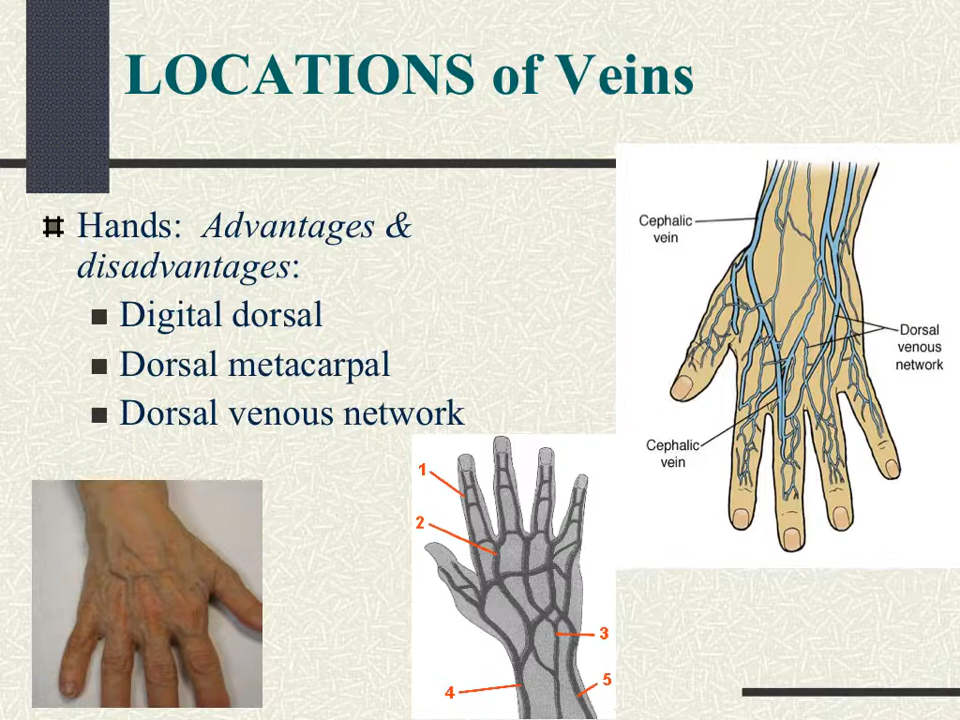 LOCATIONS of Veins
Hands: Advantages &
disadvantages:
Digital dorsal
Dorsal metacarpal
Dorsal venous network
Cephalic
vein
Dorsal
venous
network
Cephalic
vein
1
2
3
4
5